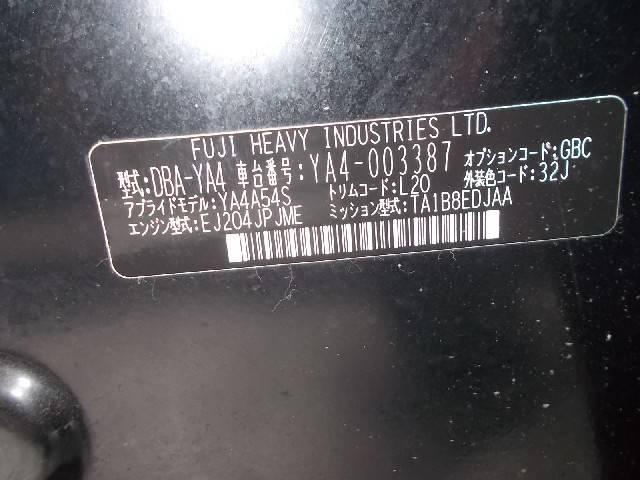 FUJI HEAVY INDUSTRIES LTD.
型式:DBA-YA4 車台番号:YA4-003387 オプションコード:GBC
アプライドモデル:YA4A54S トリムコード:L20 外装色コード:32J
エンジン型式:EJ204JPJME ミッション型式:TA1B8EDJAA